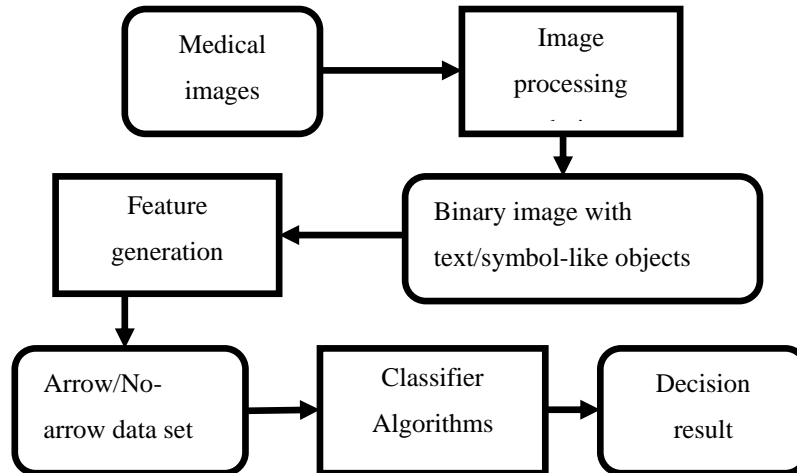 Medical
images
Image
processing
Feature
generation
Binary image with
text/symbol-like objects
Arrow/No-
arrow data set
Classifier
Algorithms
Decision
result